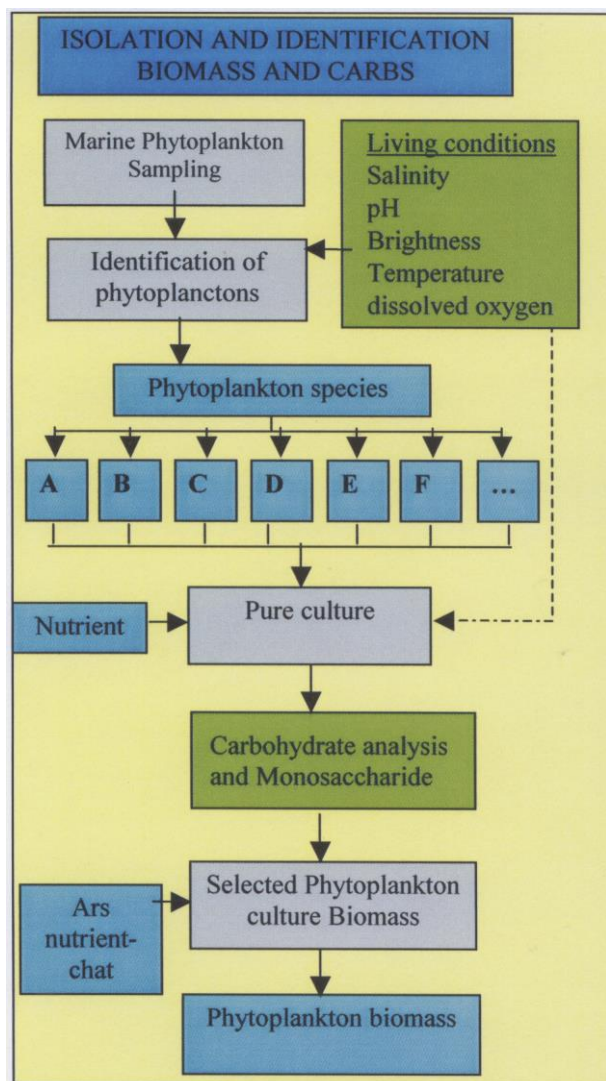 ISOLATION AND IDENTIFICATION
BIOMASS AND CARBS
Marine Phytoplankton
Sampling
Living conditions
Salinity
pH
Brightness
Temperature
dissolved oxygen
Identification of
phytoplanctons
Phytoplankton species
A B C D E F ...
Nutrient
Pure culture
Carbohydrate analysis
and Monosaccharide
Selected Phytoplankton
culture Biomass
Ars
nutrient-
chat
Phytoplankton biomass